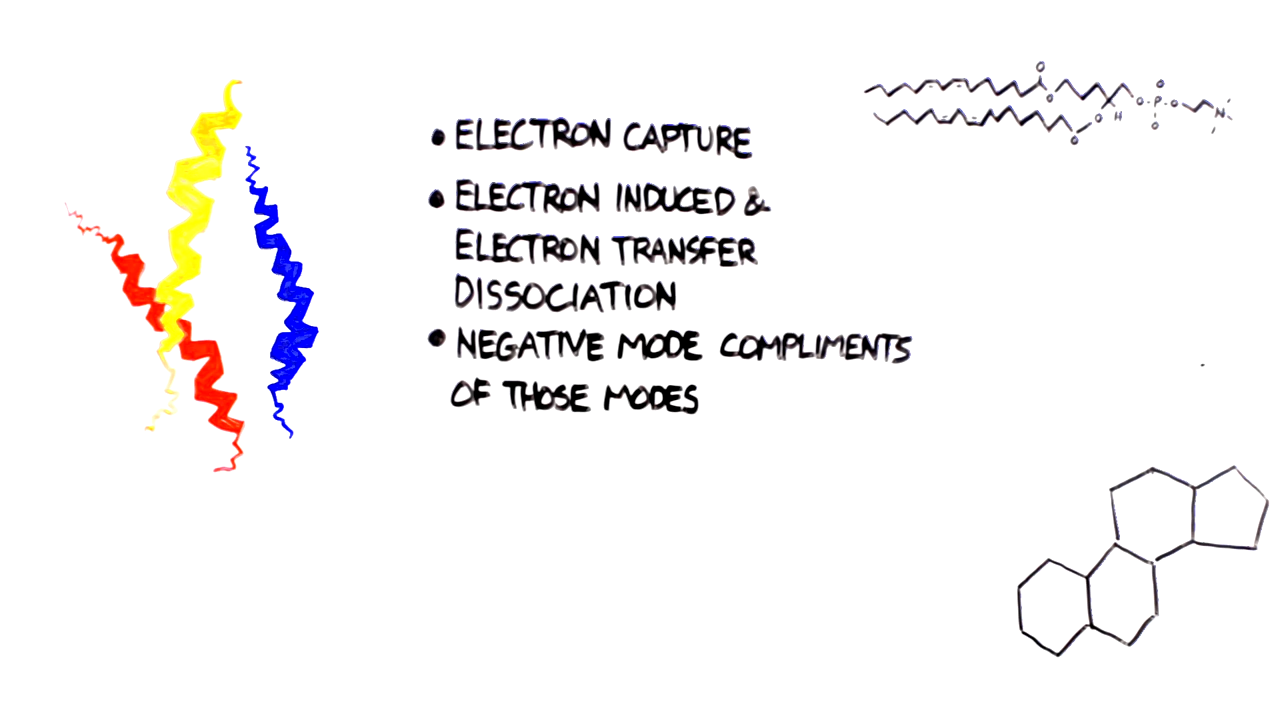 • ELECTRON CAPTURE
• ELECTRON INDUCED &
ELECTRON TRANSFER
DISSOCIATION
• NEGATIVE MODE COMPLIMENTS
OF THOSE MODES
O
O
O
O
O
H
O
P
O
O
O
N